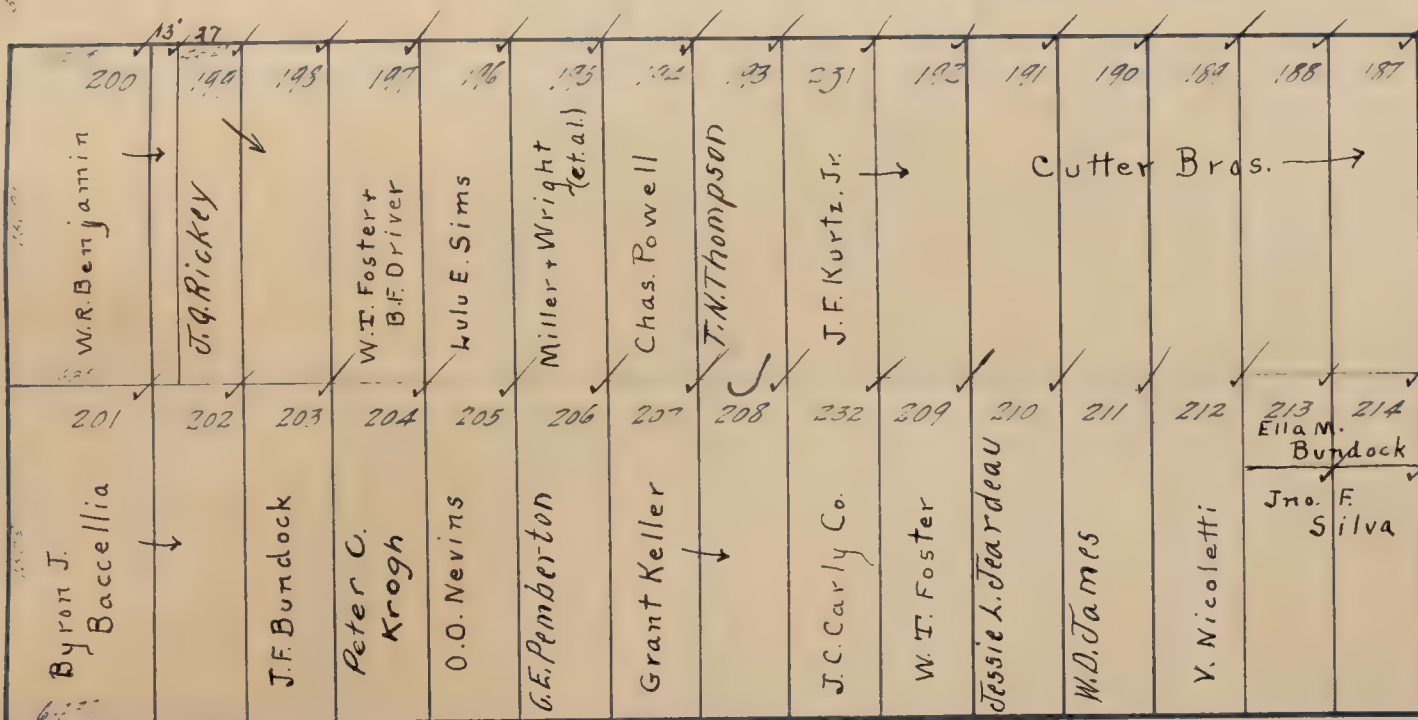 13' 37
200 199 198 197 196 195 194 193 231 192 191 190 189 188 187
W.R. Benjamin
J.G. Rickey
W.T. Foster +
B.F. Driver
Lulu E. Sims
Miller + Wright
(et.al.)
Chas. Powell
T.N. Thompson
J.F. Kurtz. Jr.
Cutter Bros.
201 202 203 204 205 206 207 208 232 209 210 211 212 213 214
Byron J.
Baccellia
J.F. Bundock
Peter C.
Krogh
O.O. Nevins
G.E. Pemberton
Grant Keller
J.C. Carly Co.
W.T. Foster
Jessie L. Jeardeau
W.D. James
V. Nicoletti
Ella M.
Bundock
Jno. F.
Silva